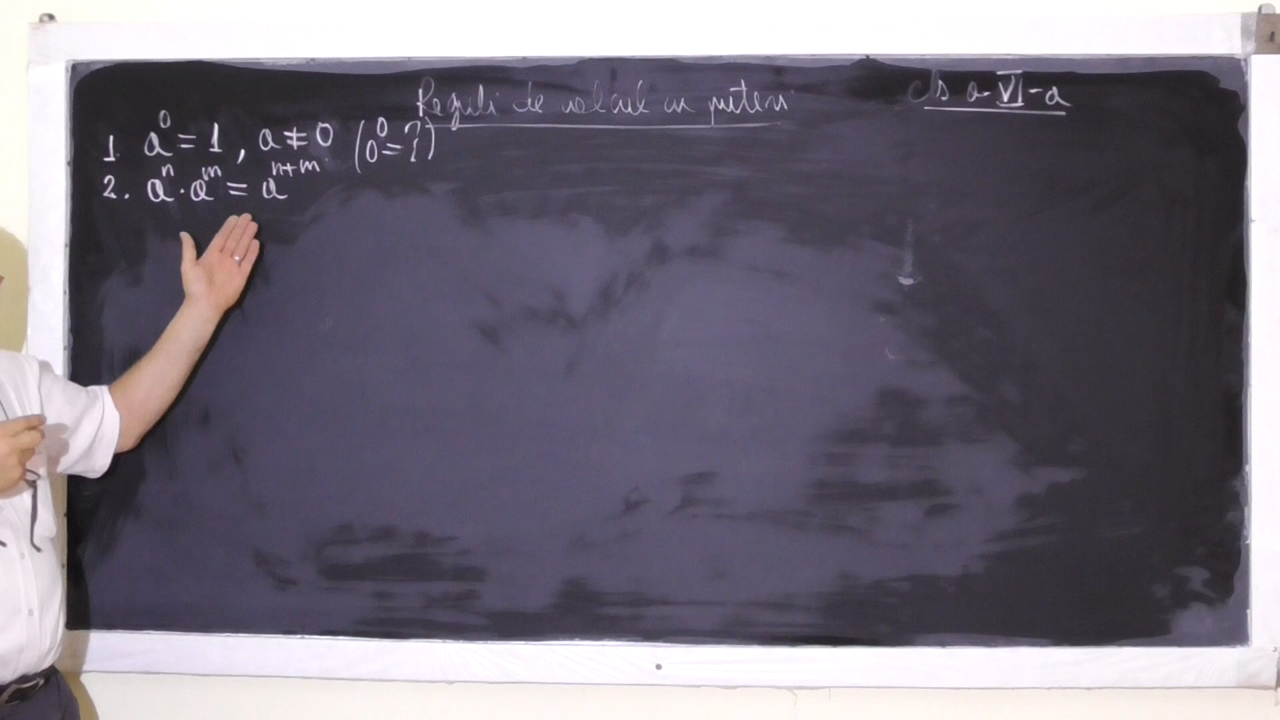 Reguli de calcul cu puteri
cls a VI-a
1. a⁰ = 1, a ≠ 0 (0⁰ = ?)
2. aⁿ · aᵐ = aⁿ⁺ᵐ